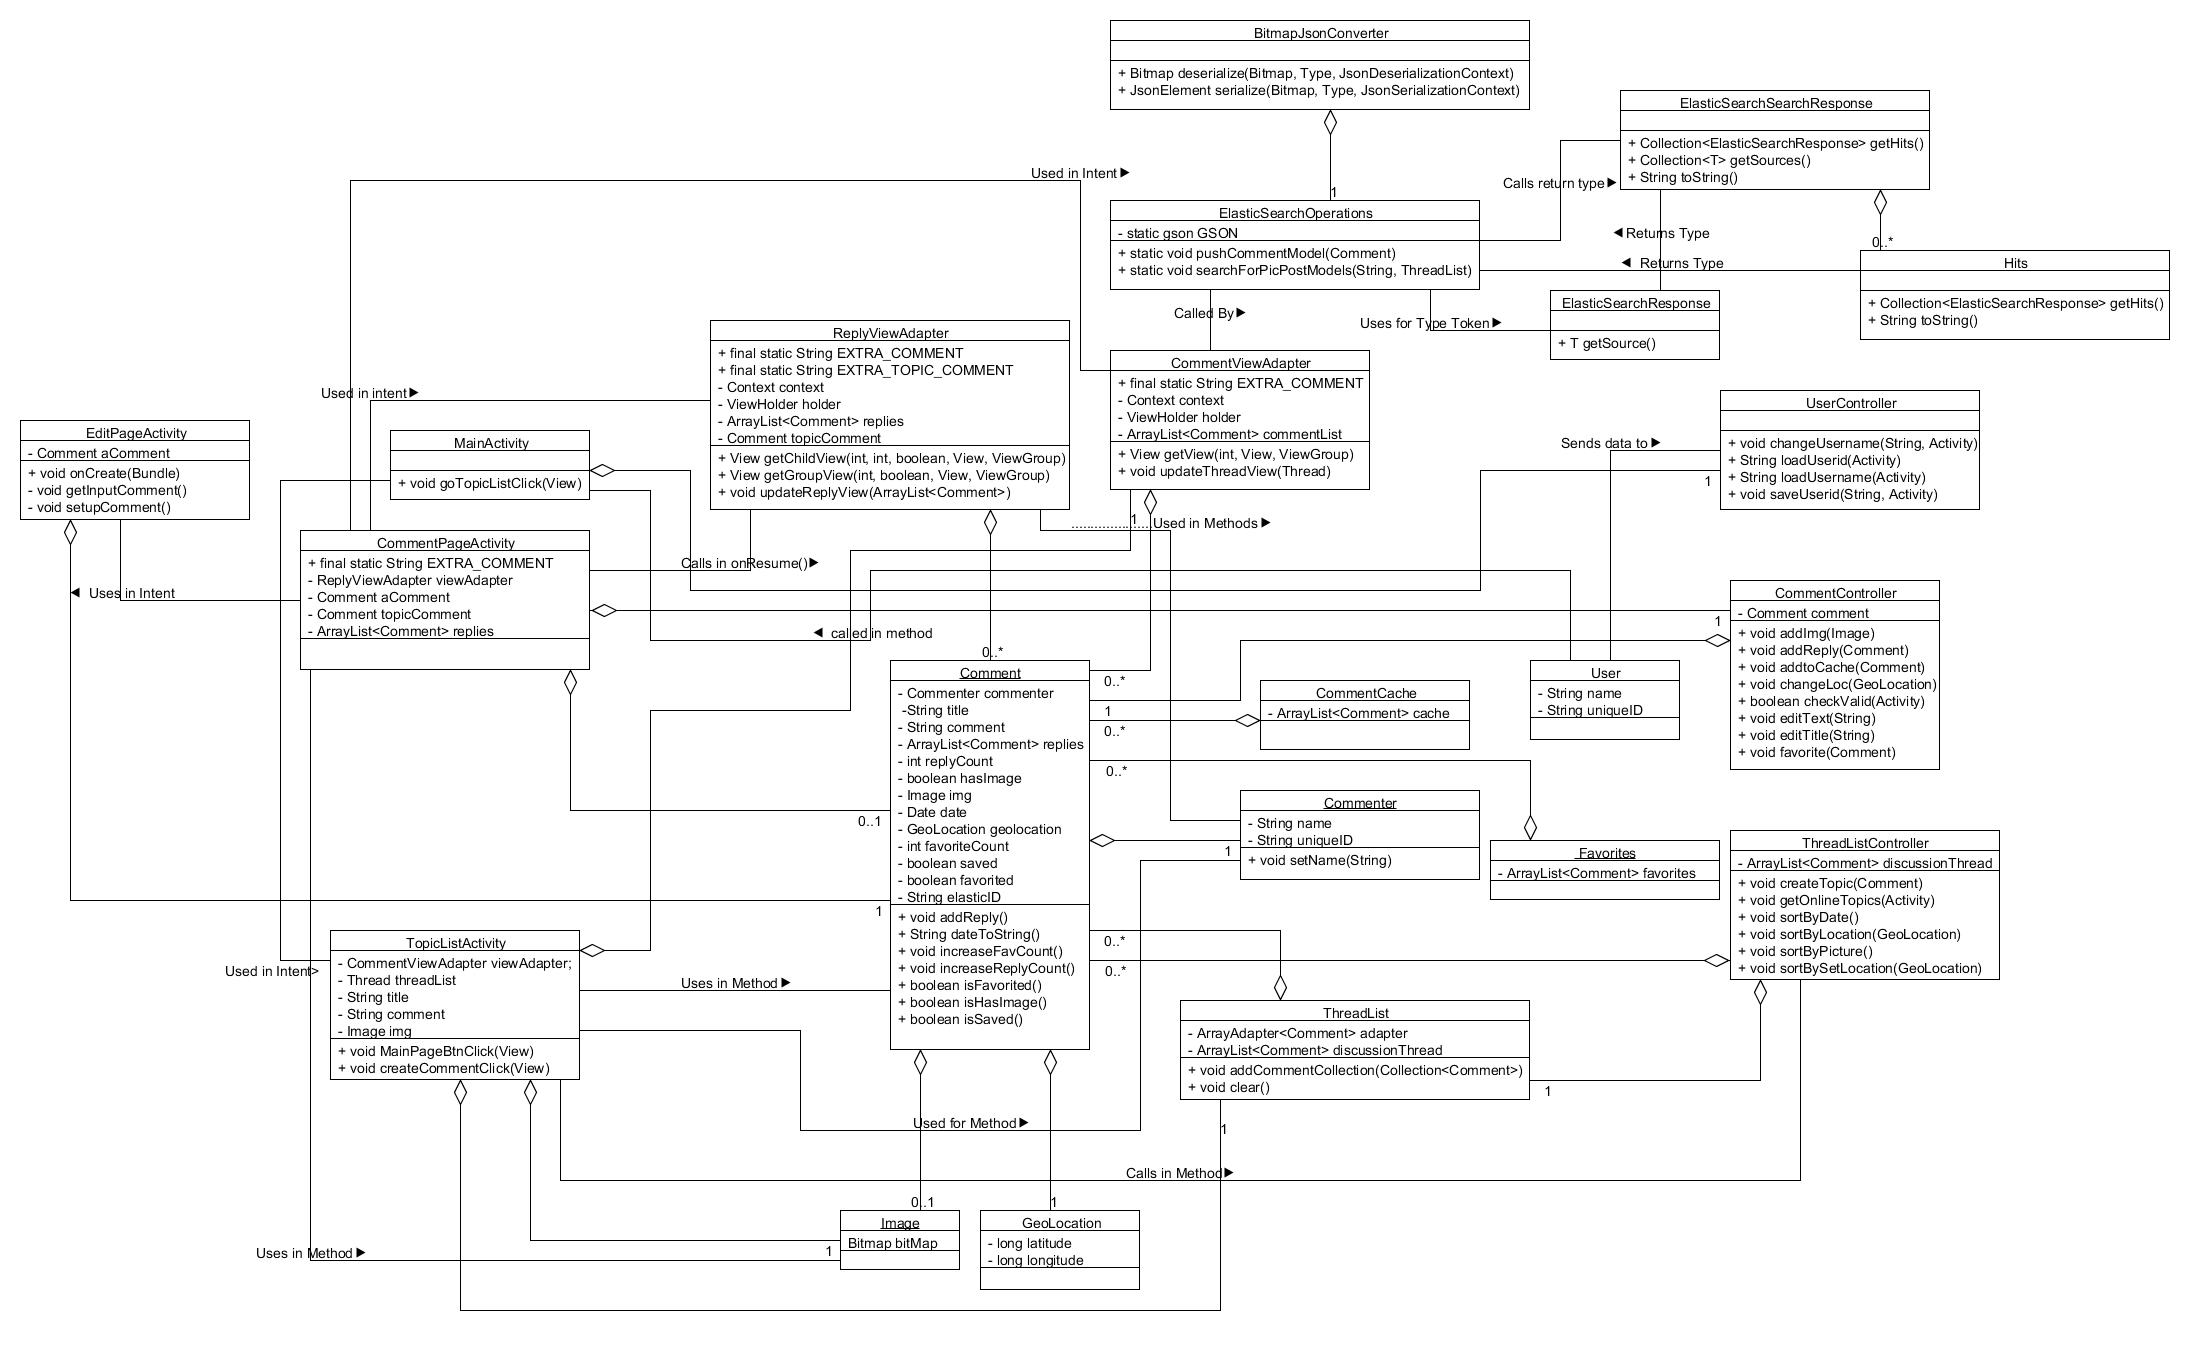 BitmapJsonConverter
+ Bitmap deserialize(Bitmap, Type, JsonDeserializationContext)
+ JsonElement serialize(Bitmap, Type, JsonSerializationContext)
ElasticSearchSearchResponse
+ Collection<ElasticSearchResponse> getHits()
+ Collection<T> getSources()
+ String toString()
Used in Intent
Calls return type
1
ElasticSearchOperations
- static gson GSON
+ static void pushCommentModel(Comment)
+ static void searchForPicPostModels(String, ThreadList)
Returns Type
0..*
Returns Type
Hits
+ Collection<ElasticSearchResponse> getHits()
+ String toString()
Called By
Uses for Type Token
ElasticSearchResponse
+ T getSource()
ReplyViewAdapter
+ final static String EXTRA_COMMENT
+ final static String EXTRA_TOPIC_COMMENT
- Context context
- ViewHolder holder
- ArrayList<Comment> replies
- Comment topicComment
+ View getChildView(int, int, boolean, View, ViewGroup)
+ View getGroupView(int, boolean, View, ViewGroup)
+ void updateReplyView(ArrayList<Comment>)
CommentViewAdapter
+ final static String EXTRA_COMMENT
- Context context
- ViewHolder holder
- ArrayList<Comment> commentList
+ View getView(int, View, ViewGroup)
+ void updateThreadView(Thread)
UserController
+ void changeUsername(String, Activity)
+ String loadUserid(Activity)
+ String loadUsername(Activity)
+ void saveUserid(String, Activity)
Used in intent
Sends data to
1
EditPageActivity
- Comment aComment
+ void onCreate(Bundle)
- void getInputComment()
- void setupComment()
MainActivity
+ void goTopicListClick(View)
1
......................Used in Methods
CommentPageActivity
+ final static String EXTRA_COMMENT
- ReplyViewAdapter viewAdapter
- Comment aComment
- Comment topicComment
- ArrayList<Comment> replies
Calls in onResume()
Uses in Intent
called in method
CommentController
- Comment comment
+ void addImg(Image)
+ void addReply(Comment)
+ void addtoCache(Comment)
+ void changeLoc(GeoLocation)
+ boolean checkValid(Activity)
+ void editText(String)
+ void editTitle(String)
+ void favorite(Comment)
1
0..*
Comment
- Commenter commenter
-String title
- String comment
- ArrayList<Comment> replies
- int replyCount
- boolean hasImage
- Image img
- Date date
- GeoLocation geolocation
- int favoriteCount
- boolean saved
- boolean favorited
- String elasticID
+ void addReply()
+ String dateToString()
+ void increaseFavCount()
+ void increaseReplyCount()
+ boolean isFavorited()
+ boolean isHasImage()
+ boolean isSaved()
0..*
1
0..*
0..*
CommentCache
- ArrayList<Comment> cache
User
- String name
- String uniqueID
0..1
Commenter
- String name
- String uniqueID
+ void setName(String)
1
Favorites
- ArrayList<Comment> favorites
ThreadListController
- ArrayList<Comment> discussionThread
+ void createTopic(Comment)
+ void getOnlineTopics(Activity)
+ void sortByDate()
+ void sortByLocation(GeoLocation)
+ void sortByPicture()
+ void sortBySetLocation(GeoLocation)
1
0..*
0..*
TopicListActivity
- CommentViewAdapter viewAdapter;
- Thread threadList
- String title
- String comment
- Image img
+ void MainPageBtnClick(View)
+ void createCommentClick(View)
Used in Intent>
Uses in Method
ThreadList
- ArrayAdapter<Comment> adapter
- ArrayList<Comment> discussionThread
+ void addCommentCollection(Collection<Comment>)
+ void clear()
1
Used for Method
1
Calls in Method
0..1
1
Image
Bitmap bitMap
GeoLocation
- long latitude
- long longitude
Uses in Method
1